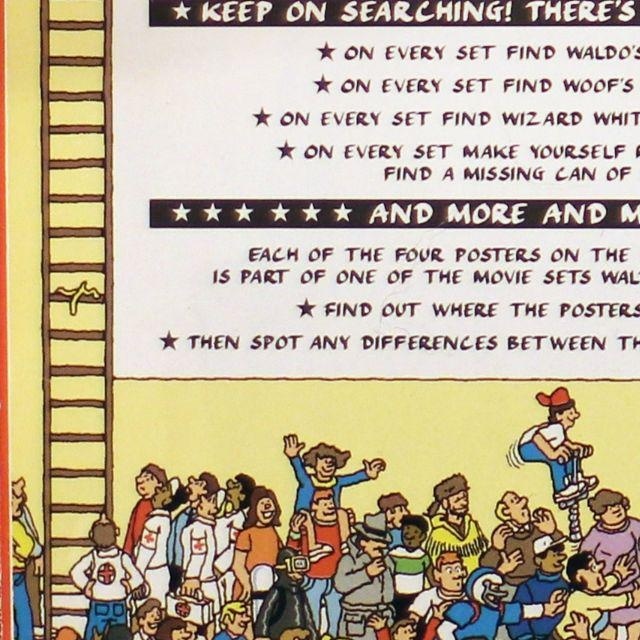 ★ KEEP ON SEARCHING! THERE'S
★ ON EVERY SET FIND WALDO'S
★ ON EVERY SET FIND WOOF'S
★ ON EVERY SET FIND WIZARD WHIT
★ ON EVERY SET MAKE YOURSELF
FIND A MISSING CAN OF
★ ★ ★ ★ ★ ★ AND MORE AND M
EACH OF THE FOUR POSTERS ON THE
IS PART OF ONE OF THE MOVIE SETS WAL
★ FIND OUT WHERE THE POSTERS
★ THEN SPOT ANY DIFFERENCES BETWEEN TH